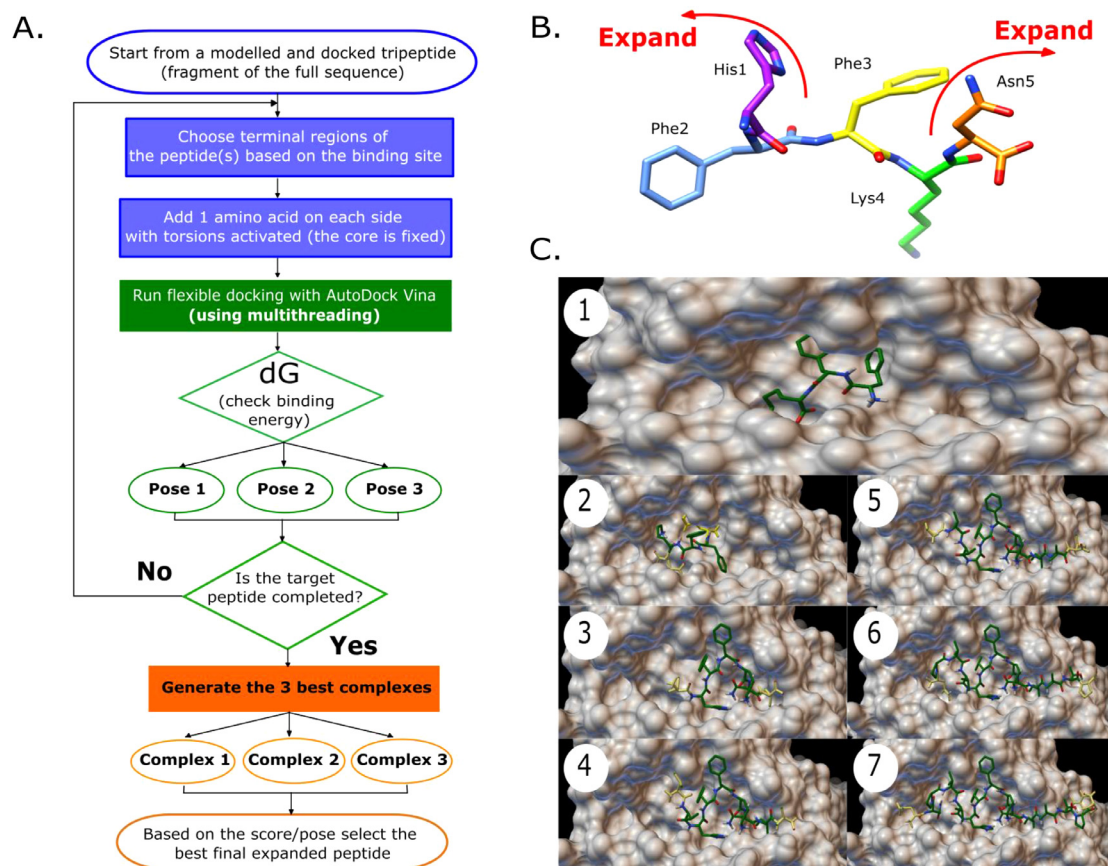 A.
Start from a modelled and docked tripeptide
(fragment of the full sequence)
Choose terminal regions of
the peptide(s) based on the binding site
Add 1 amino acid on each side
with torsions activated (the core is fixed)
Run flexible docking with AutoDock Vina
(using multithreading)
dG
(check binding
energy)
Pose 1
Pose 2
Pose 3
No
Is the target
peptide completed?
Yes
Generate the 3 best complexes
Complex 1
Complex 2
Complex 3
Based on the score/pose select the
best final expanded peptide
B.
Expand
Expand
His1
Phe3
Asn5
Phe2
Lys4
C.
1
2
5
3
6
4
7